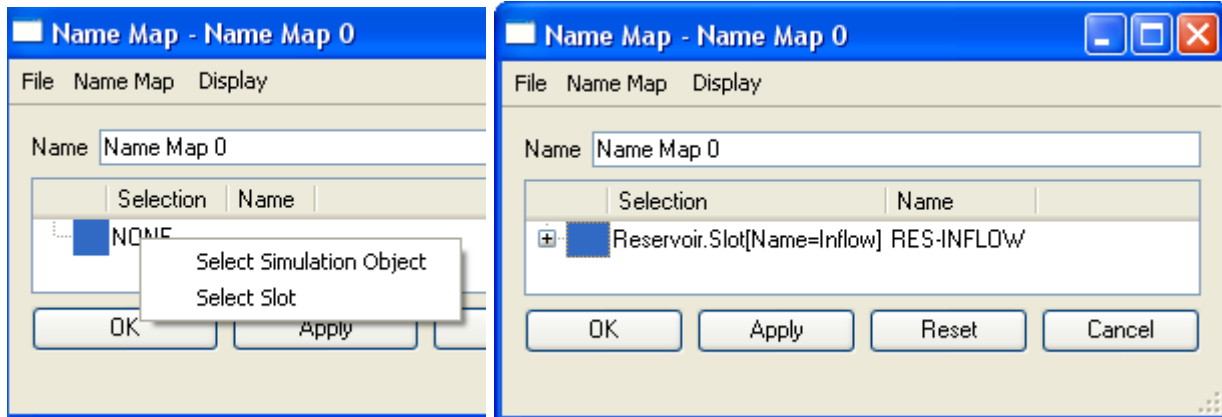 Name Map - Name Map 0
File Name Map Display
Name Name Map 0
Selection Name
NONE
Select Simulation Object
Select Slot
OK Apply
Name Map - Name Map 0
File Name Map Display
Name Name Map 0
Selection Name
Reservoir.Slot[Name=Inflow] RES-INFLOW
OK Apply Reset Cancel